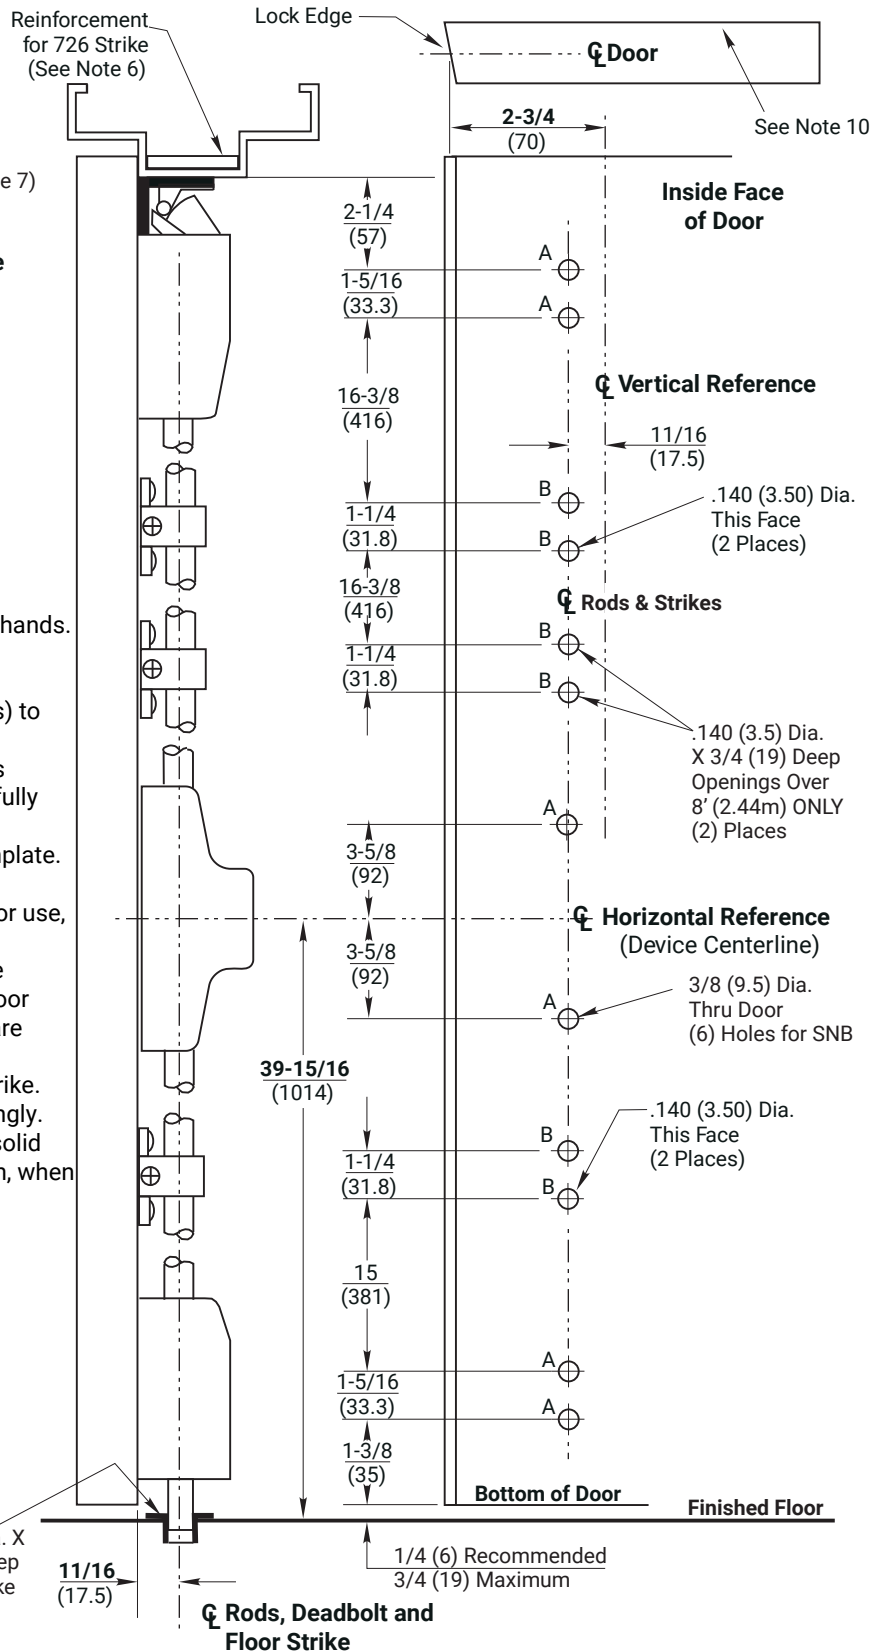 Reinforcement
for 726 Strike
(See Note 6)
Lock Edge
℄ Door
See Note 10
2-3/4
(70)
e 7)
Inside Face
of Door
2-1/4
(57)
A
1-5/16
(33.3)
A
e
℄ Vertical Reference
16-3/8
(416)
11/16
(17.5)
B
.140 (3.50) Dia.
This Face
(2 Places)
1-1/4
(31.8)
B
16-3/8
(416)
℄ Rods & Strikes
hands.
B
1-1/4
(31.8)
B
s) to
.140 (3.5) Dia.
X 3/4 (19) Deep
Openings Over
8' (2.44m) ONLY
(2) Places
s
fully
A
nplate.
3-5/8
(92)
or use,
℄ Horizontal Reference
(Device Centerline)
3-5/8
(92)
e
oor
are
A
3/8 (9.5) Dia.
Thru Door
(6) Holes for SNB
39-15/16
(1014)
rike.
ngly.
solid
n, when
.140 (3.50) Dia.
This Face
(2 Places)
B
1-1/4
(31.8)
B
15
(381)
A
1-5/16
(33.3)
A
1-3/8
(35)
Bottom of Door
Finished Floor
. X
ep
ke
11/16
(17.5)
1/4 (6) Recommended
3/4 (19) Maximum
℄ Rods, Deadbolt and
Floor Strike